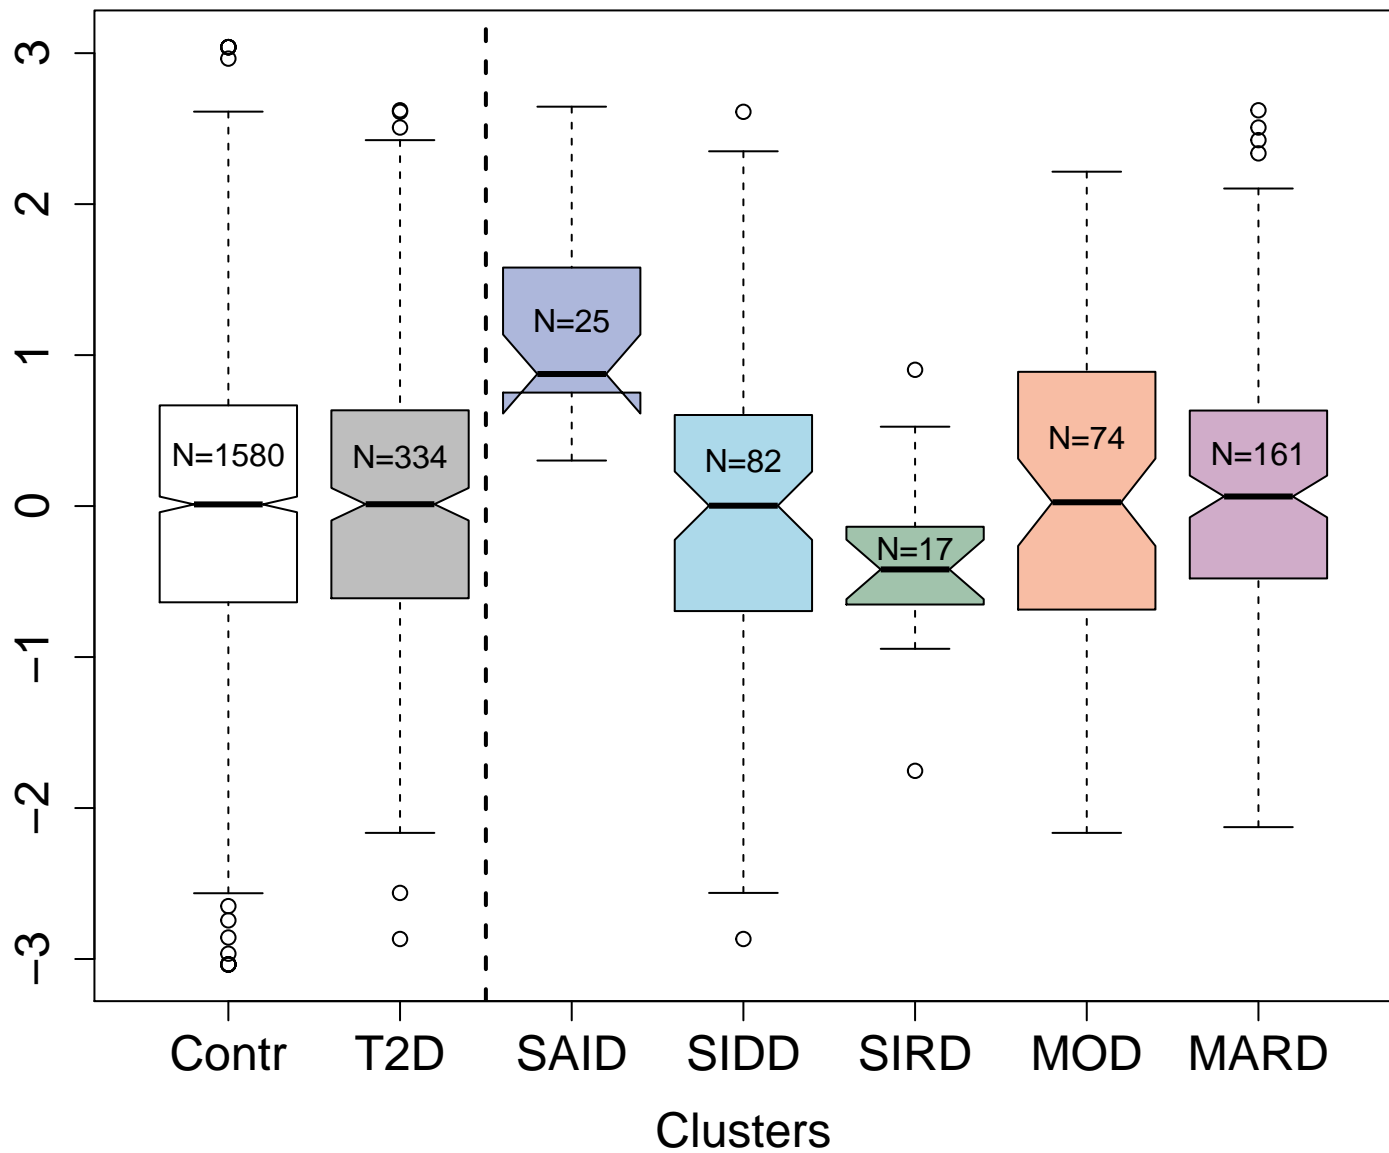 3
2
1
0
−1
−2
−3
N=1580
N=334
N=25
N=82
N=17
N=74
N=161
Contr T2D SAID SIDD SIRD MOD MARD
Clusters